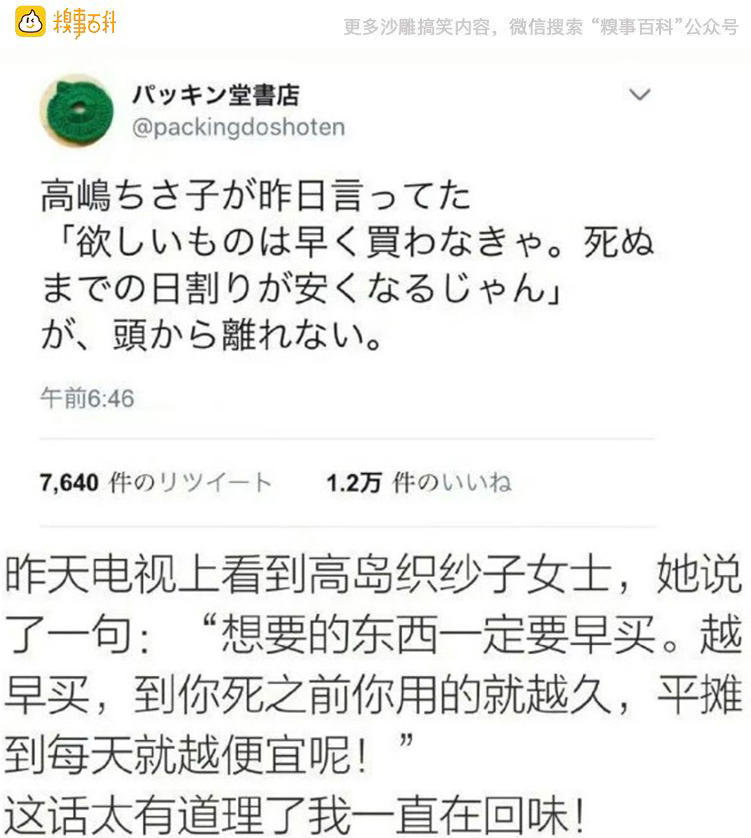 糗事百科
更多沙雕搞笑内容，微信搜索“糗事百科”公众号
パッキン堂書店
@packingdoshoten
高嶋ちさ子が昨日言ってた
「欲しいものは早く買わなきゃ。死ぬ
までの日割りが安くなるじゃん」
が、頭から離れない。
午前6:46
7,640 件のリツイート 1.2万 件のいいね
昨天电视上看到高岛织纱子女士，她说
了一句：“想要的东西一定要早买。越
早买，到你死之前你用的就越久，平摊
到每天就越便宜呢！”
这话太有道理了我一直在回味！